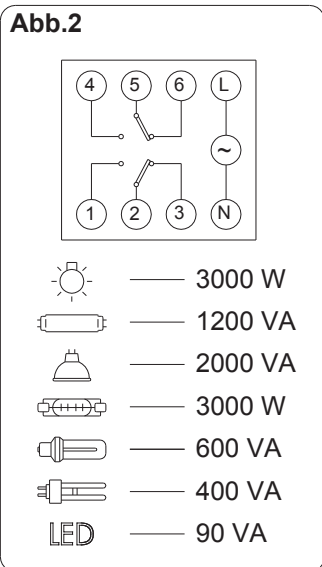 Abb.2
4 5 6 L
~
1 2 3 N
3000 W
1200 VA
2000 VA
3000 W
600 VA
400 VA
LED 90 VA